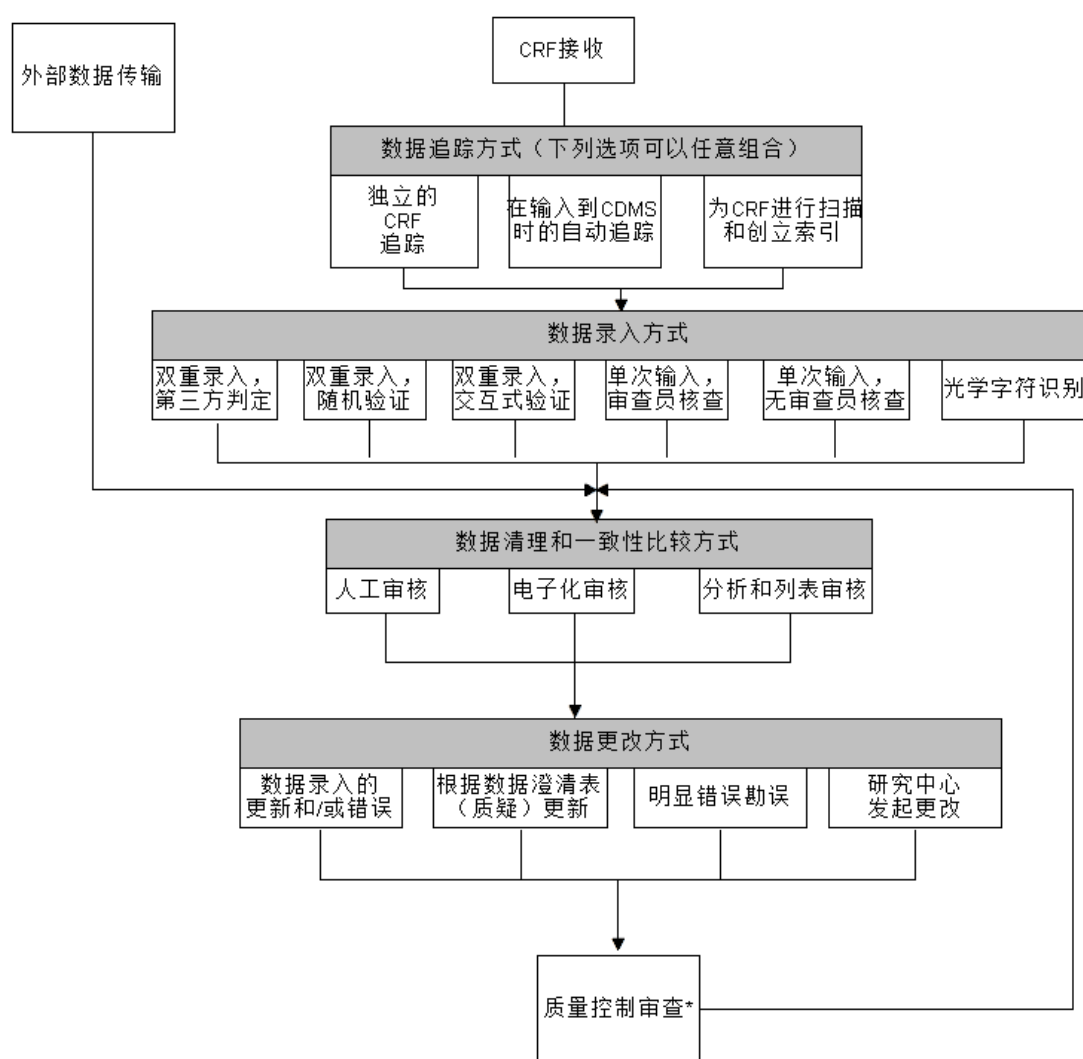 外部数据传输
CRF接收
数据追踪方式（下列选项可以任意组合）
独立的
CRF
追踪
在输入到CDMS
时的自动追踪
为CRF进行扫描
和创立索引
数据录入方式
双重录入，
第三方判定
双重录入，
随机验证
双重录入，
交互式验证
单次输入，
审查员核查
单次输入，
无审查员核查
光学字符识别
数据清理和一致性比较方式
人工审核
电子化审核
分析和列表审核
数据更改方式
数据录入的
更新和/或错误
根据数据澄清表
（质疑）更新
明显错误勘误
研究中心
发起更改
质量控制审查*